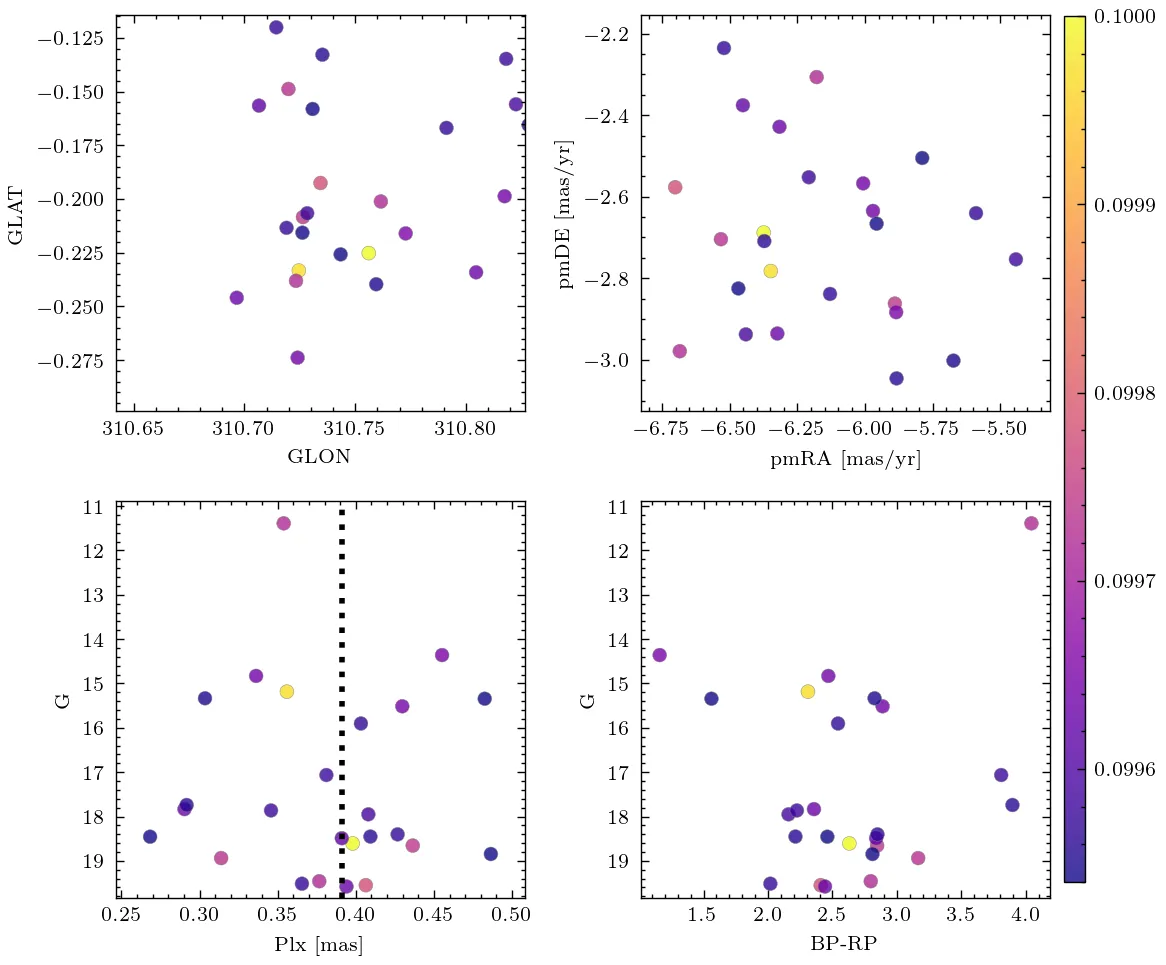 −0.125
−0.150
−0.175
−0.200
−0.225
−0.250
−0.275
GLAT
310.65 310.70 310.75 310.80
GLON
−2.2
−2.4
−2.6
−2.8
−3.0
pmDE [mas/yr]
−6.75 −6.50 −6.25 −6.00 −5.75 −5.50
pmRA [mas/yr]
0.1000
0.0999
0.0998
0.0997
0.0996
11
12
13
14
15
16
17
18
19
G
0.25 0.30 0.35 0.40 0.45 0.50
Plx [mas]
11
12
13
14
15
16
17
18
19
G
1.5 2.0 2.5 3.0 3.5 4.0
BP-RP